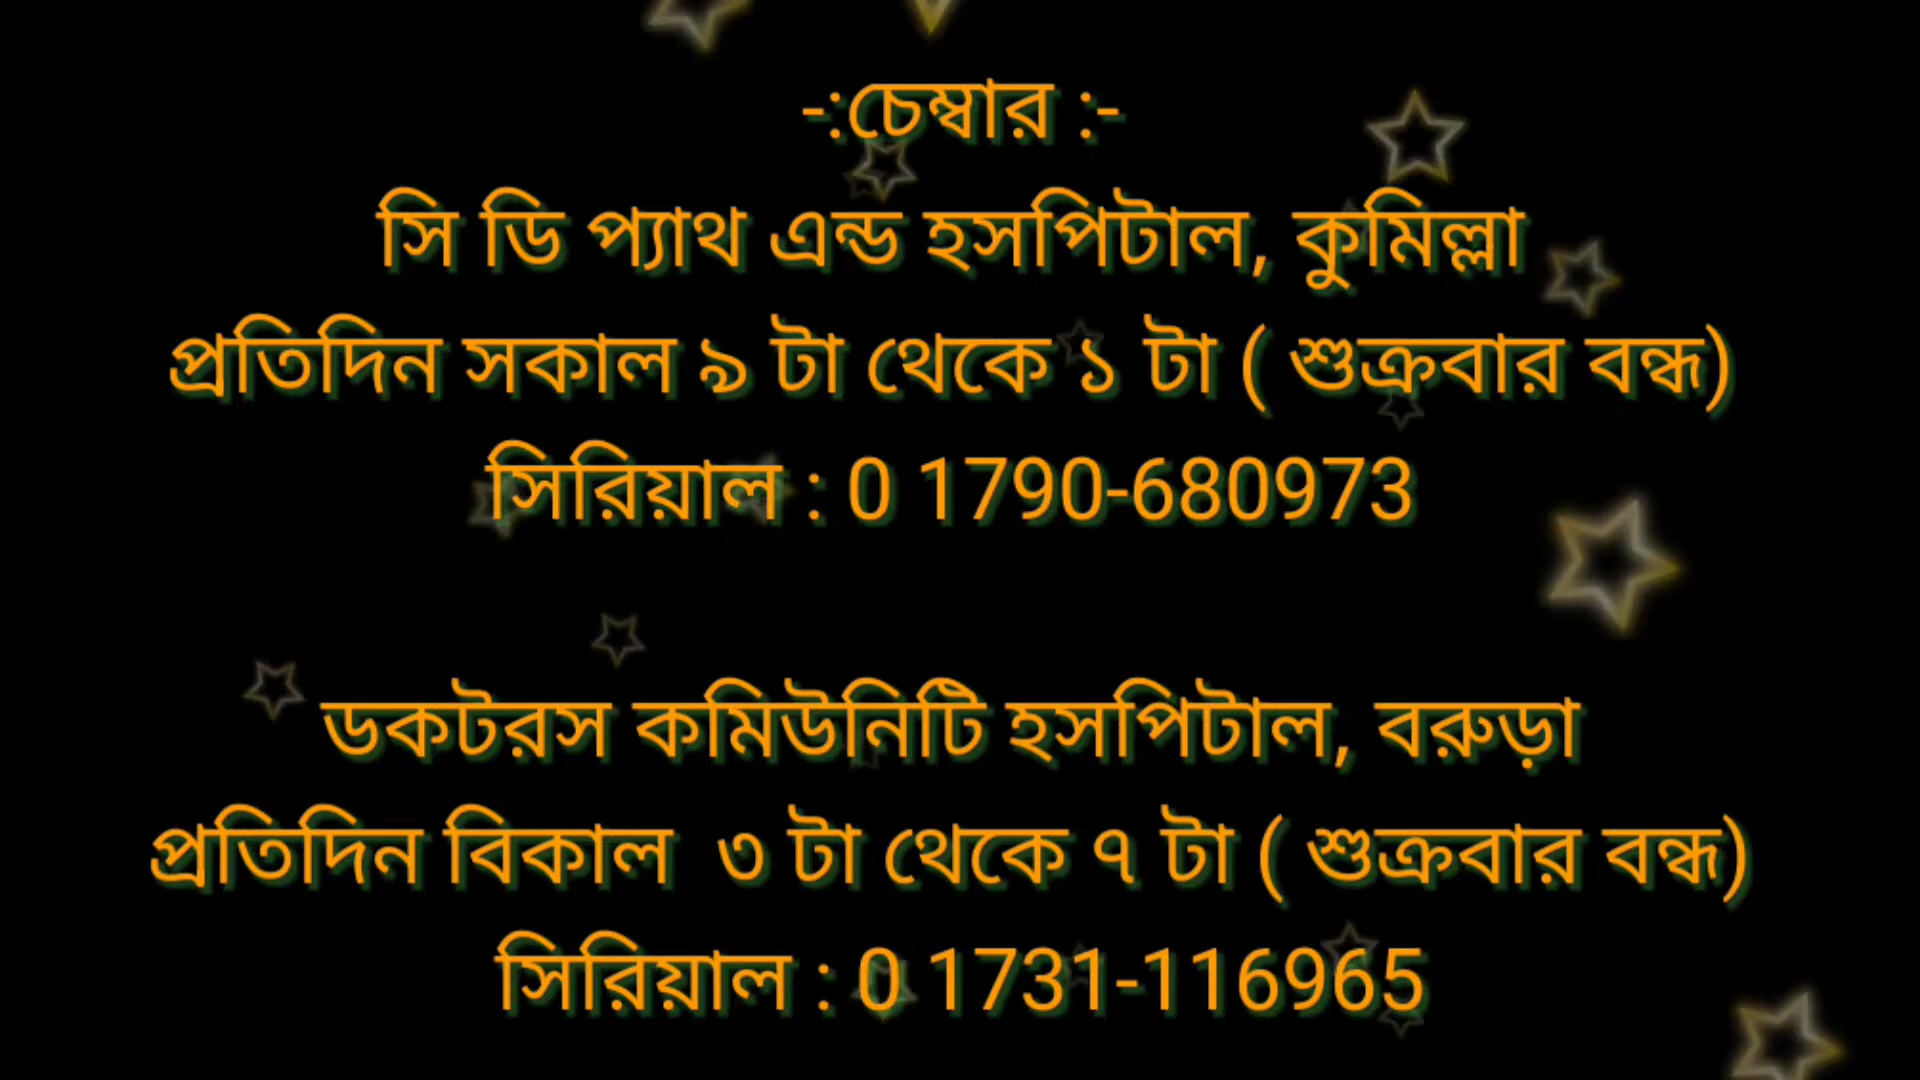 -:চেম্বার :-
সি ডি প্যাথ এন্ড হসপিটাল, কুমিল্লা
প্রতিদিন সকাল ৯ টা থেকে ১ টা ( শুক্রবার বন্ধ)
সিরিয়াল : 0 1790-680973
ডকটরস কমিউনিটি হসপিটাল, বরুড়া
প্রতিদিন বিকাল  ৩ টা থেকে ৭ টা ( শুক্রবার বন্ধ)
সিরিয়াল : 0 1731-116965